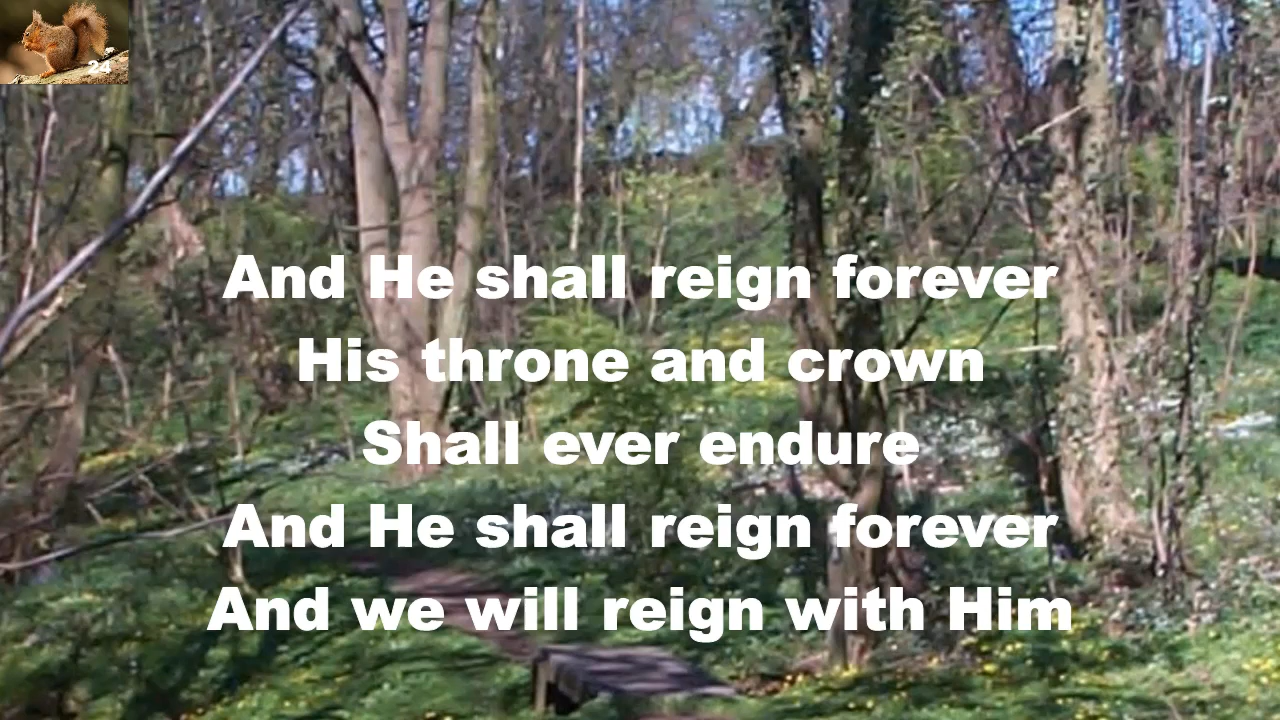 24
And He shall reign forever
His throne and crown
Shall ever endure
And He shall reign forever
And we will reign with Him